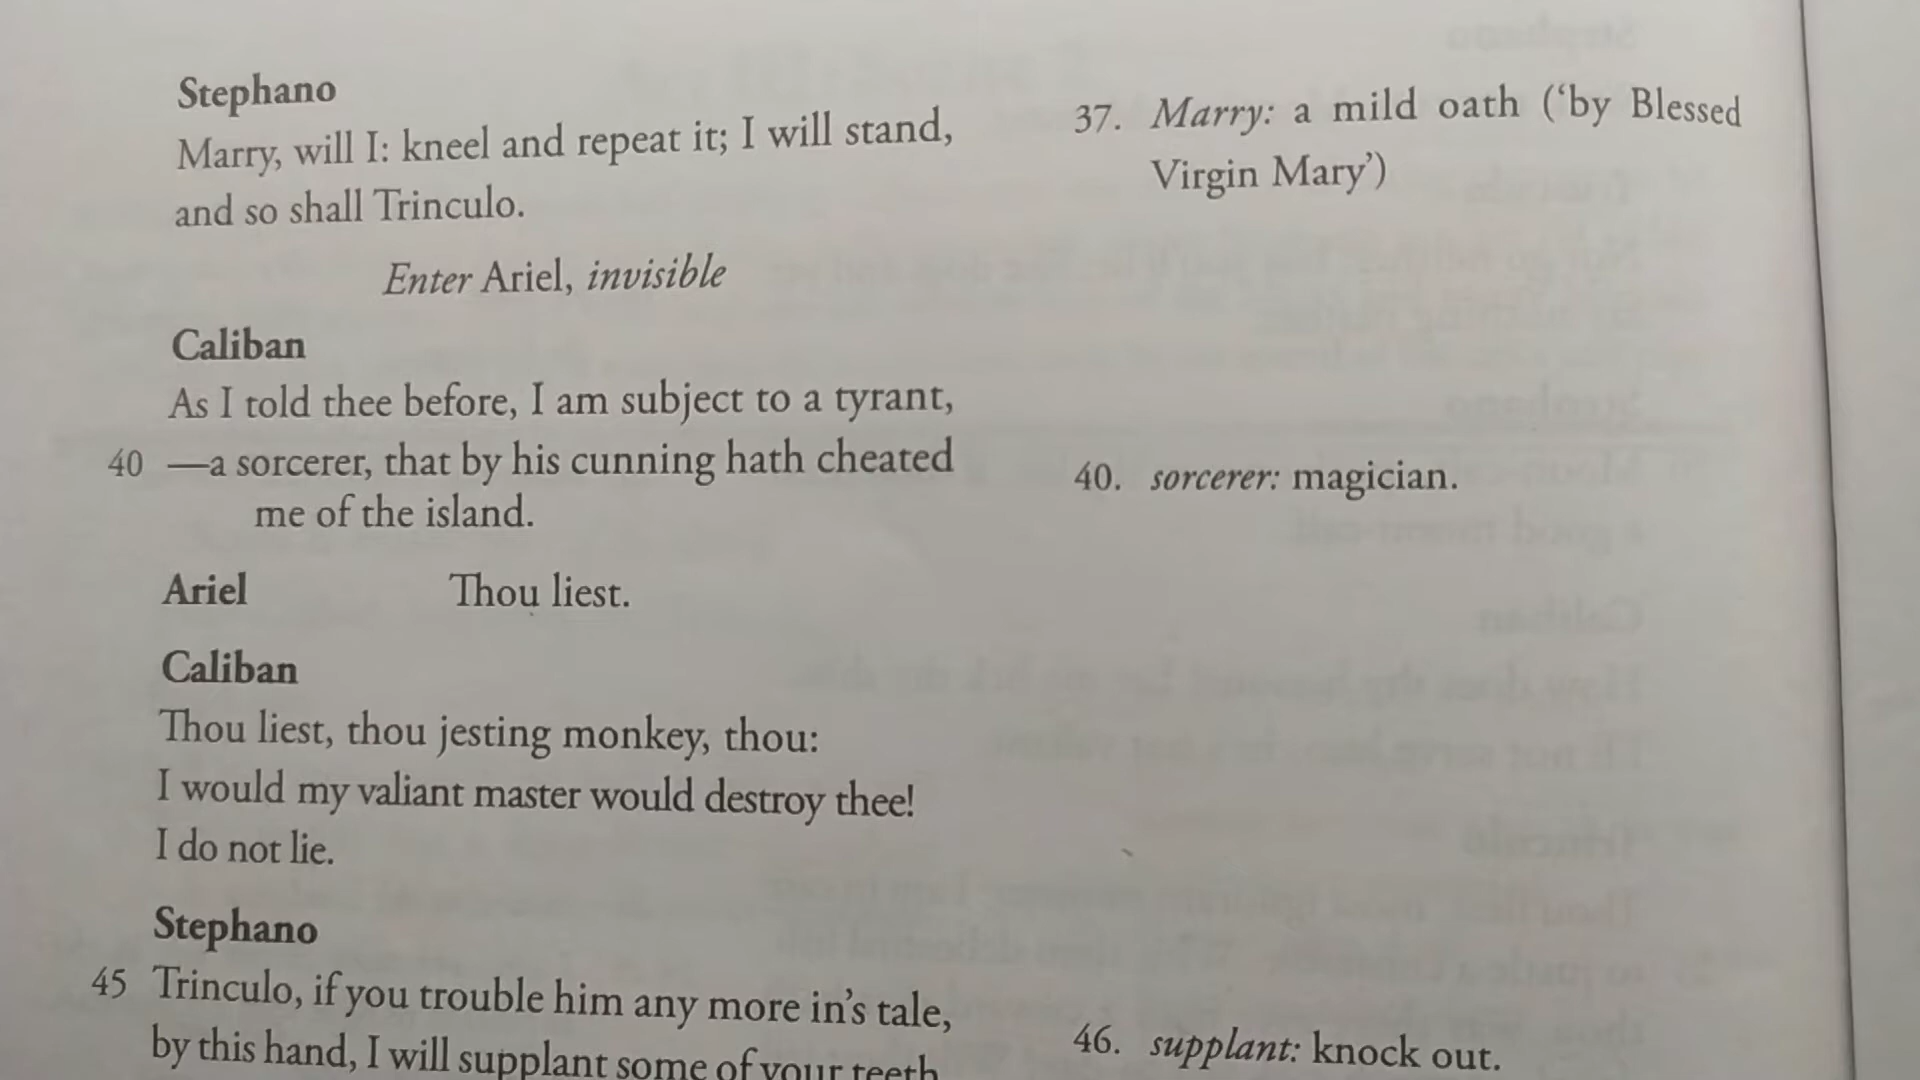 Stephano
Marry, will I: kneel and repeat it; I will stand,
and so shall Trinculo.
Enter Ariel, invisible
Caliban
As I told thee before, I am subject to a tyrant,
40 —a sorcerer, that by his cunning hath cheated
me of the island.
Ariel Thou liest.
Caliban
Thou liest, thou jesting monkey, thou:
I would my valiant master would destroy thee!
I do not lie.
Stephano
45 Trinculo, if you trouble him any more in's tale,
by this hand, I will supplant some of your teeth
37. Marry: a mild oath (‘by Blessed
Virgin Mary’)
40. sorcerer: magician.
46. supplant: knock out.